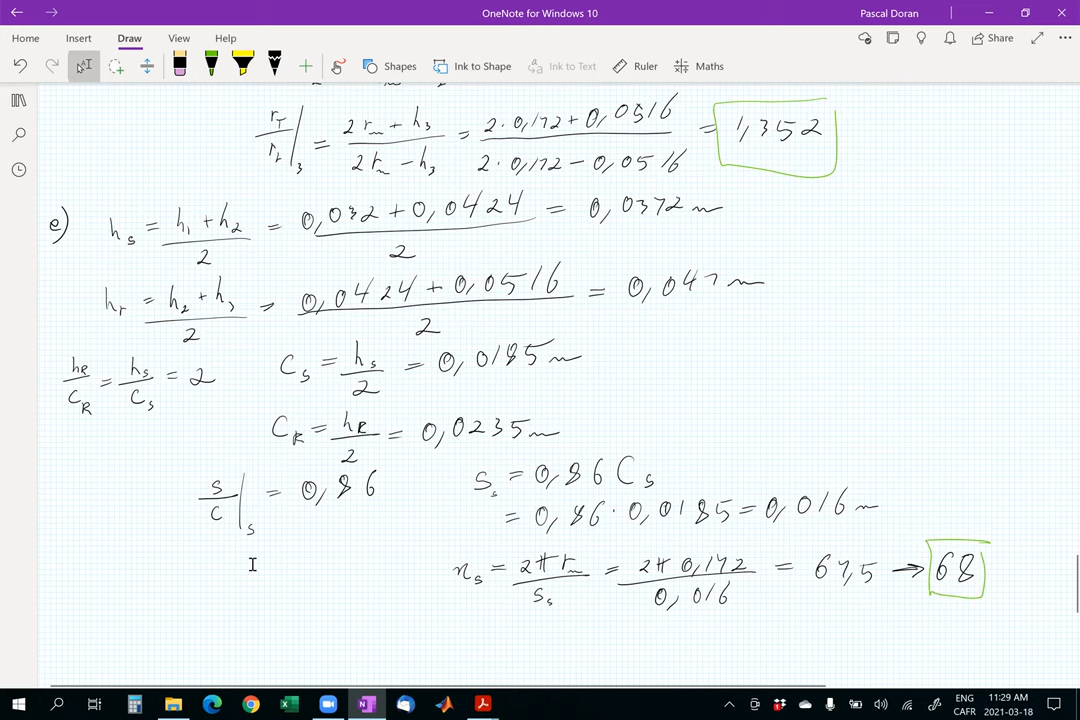 OneNote for Windows 10
Pascal Doran
Home Insert Draw View Help
Share
Shapes Ink to Shape Ink to Text Ruler Maths
r_T/r_L|_3 = (2 r_m + h_3)/(2 r_m - h_3) = (2·0,172 + 0,0516)/(2·0,172 - 0,0516) = 1,352
e) h_s = (h_1 + h_2)/2 = (0,032 + 0,0424)/2 = 0,0372 m
h_r = (h_2 + h_3)/2 = (0,0424 + 0,0516)/2 = 0,047 m
h_R/C_R = h_s/C_s = 2
C_s = h_s/2 = 0,0185 m
C_R = h_R/2 = 0,0235 m
s/c|_s = 0,86
S_s = 0,86 C_s
= 0,86 · 0,0185 = 0,016 m
n_s = 2π r_m/S_s = 2π 0,172/0,016 = 67,5 → 68
ENG 11:29 AM
CAFR 2021-03-18